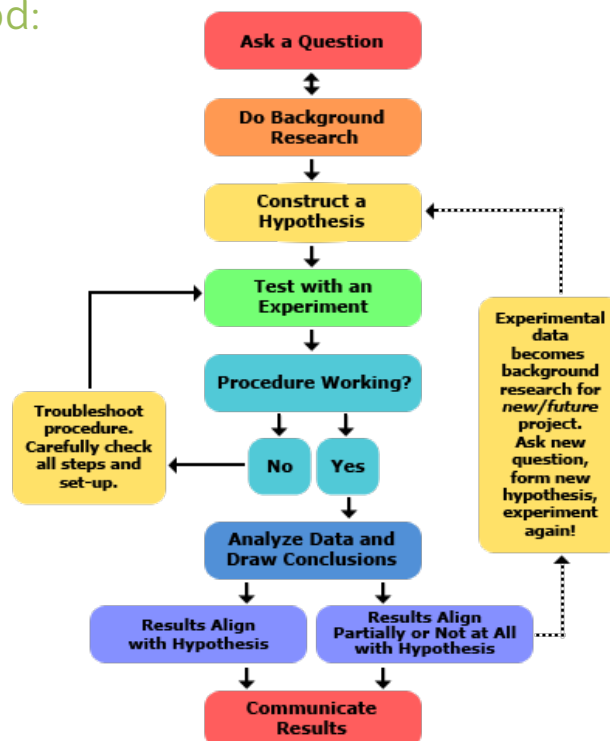 od:
Ask a Question
Do Background
Research
Construct a
Hypothesis
Test with an
Experiment
Procedure Working?
No
Yes
Troubleshoot
procedure.
Carefully check
all steps and
set-up.
Experimental
data
becomes
background
research for
new/future
project.
Ask new
question,
form new
hypothesis,
experiment
again!
Analyze Data and
Draw Conclusions
Results Align
with Hypothesis
Results Align
Partially or Not at All
with Hypothesis
Communicate
Results